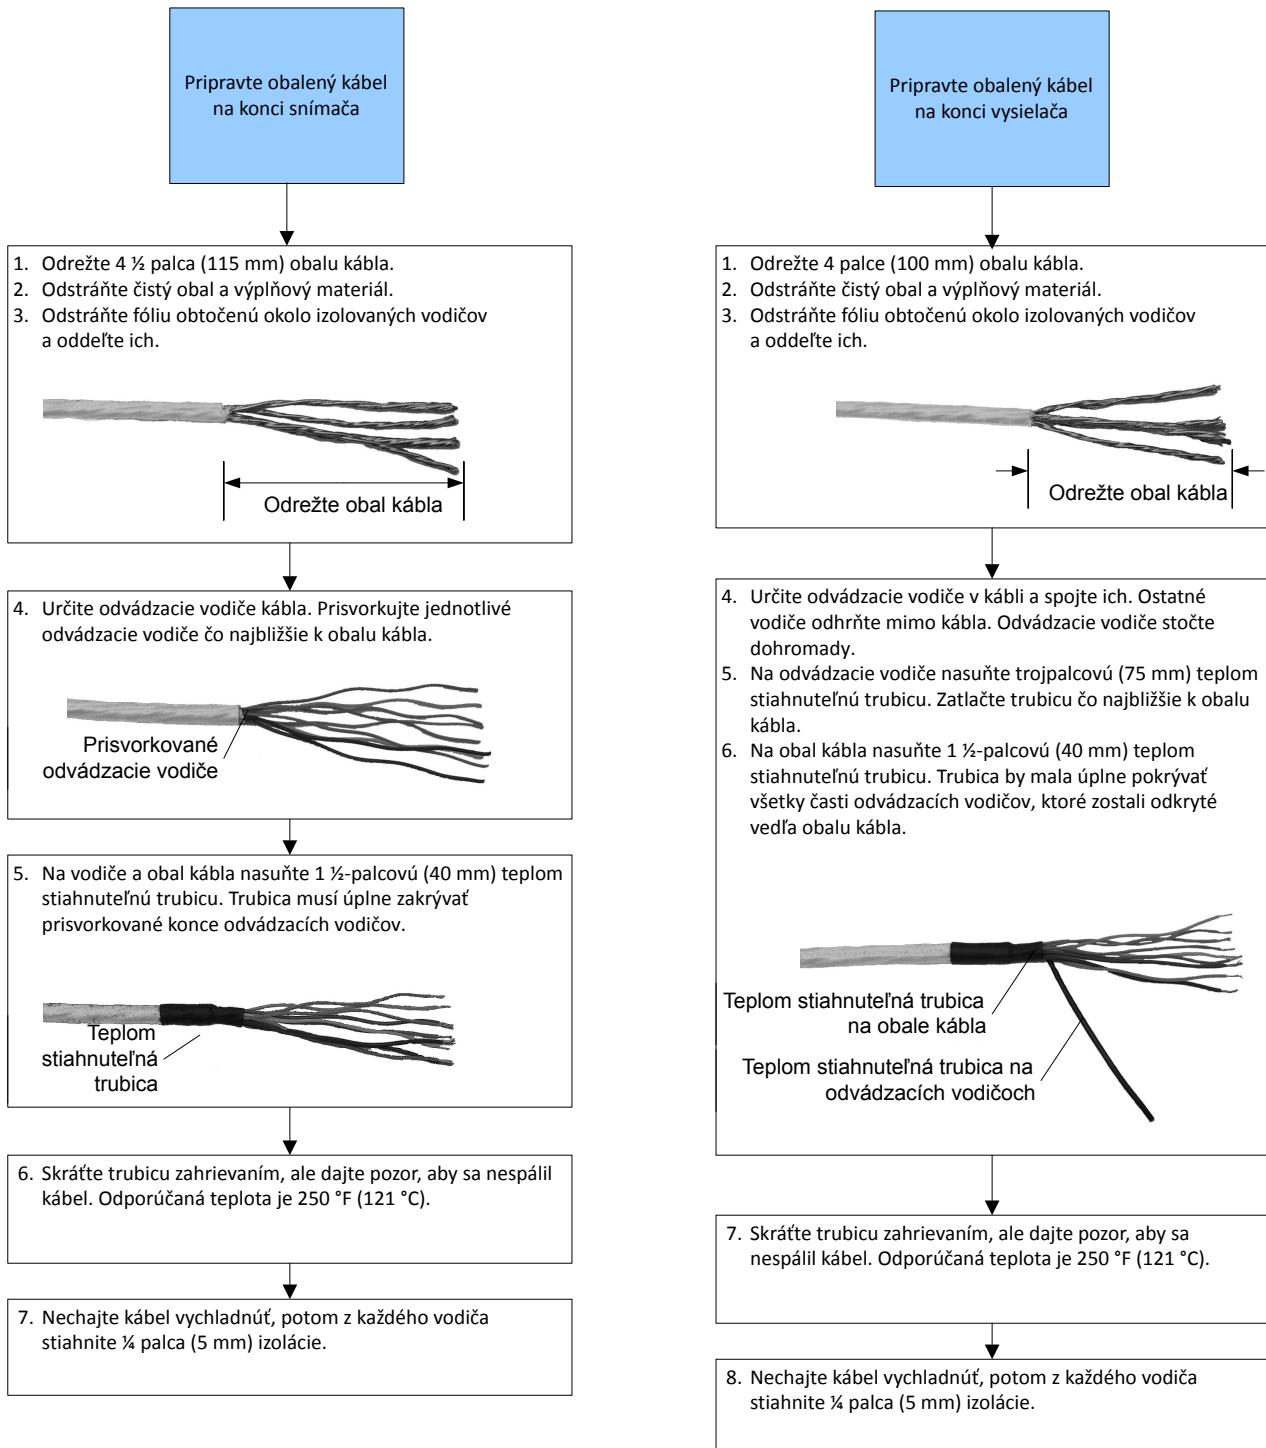 Pripravte obalený kábel
na konci snímača
1. Odrežte 4 ½ palca (115 mm) obalu kábla.
2. Odstráňte čistý obal a výplňový materiál.
3. Odstráňte fóliu obtočenú okolo izolovaných vodičov
a oddeľte ich.
Odrežte obal kábla
4. Určite odvádzacie vodiče kábla. Prisvorkujte jednotlivé
odvádzacie vodiče čo najbližšie k obalu kábla.
Prisvorkované
odvádzacie vodiče
5. Na vodiče a obal kábla nasuňte 1 ½-palcovú (40 mm) teplom
stiahnuteľnú trubicu. Trubica musí úplne zakrývať
prisvorkované konce odvádzacích vodičov.
Teplom
stiahnuteľná
trubica
6. Skráťte trubicu zahrievaním, ale dajte pozor, aby sa nespálil
kábel. Odporúčaná teplota je 250 °F (121 °C).
7. Nechajte kábel vychladnúť, potom z každého vodiča
stiahnite ¼ palca (5 mm) izolácie.
Pripravte obalený kábel
na konci vysielača
1. Odrežte 4 palce (100 mm) obalu kábla.
2. Odstráňte čistý obal a výplňový materiál.
3. Odstráňte fóliu obtočenú okolo izolovaných vodičov
a oddeľte ich.
Odrežte obal kábla
4. Určite odvádzacie vodiče v kábli a spojte ich. Ostatné
vodiče odhrňte mimo kábla. Odvádzacie vodiče stočte
dohromady.
5. Na odvádzacie vodiče nasuňte trojpalcovú (75 mm) teplom
stiahnuteľnú trubicu. Zatlačte trubicu čo najbližšie k obalu
kábla.
6. Na obal kábla nasuňte 1 ½-palcovú (40 mm) teplom
stiahnuteľnú trubicu. Trubica by mala úplne pokrývať
všetky časti odvádzacích vodičov, ktoré zostali odkryté
vedľa obalu kábla.
Teplom stiahnuteľná trubica
na obale kábla
Teplom stiahnuteľná trubica na
odvádzacích vodičoch
7. Skráťte trubicu zahrievaním, ale dajte pozor, aby sa
nespálil kábel. Odporúčaná teplota je 250 °F (121 °C).
8. Nechajte kábel vychladnúť, potom z každého vodiča
stiahnite ¼ palca (5 mm) izolácie.